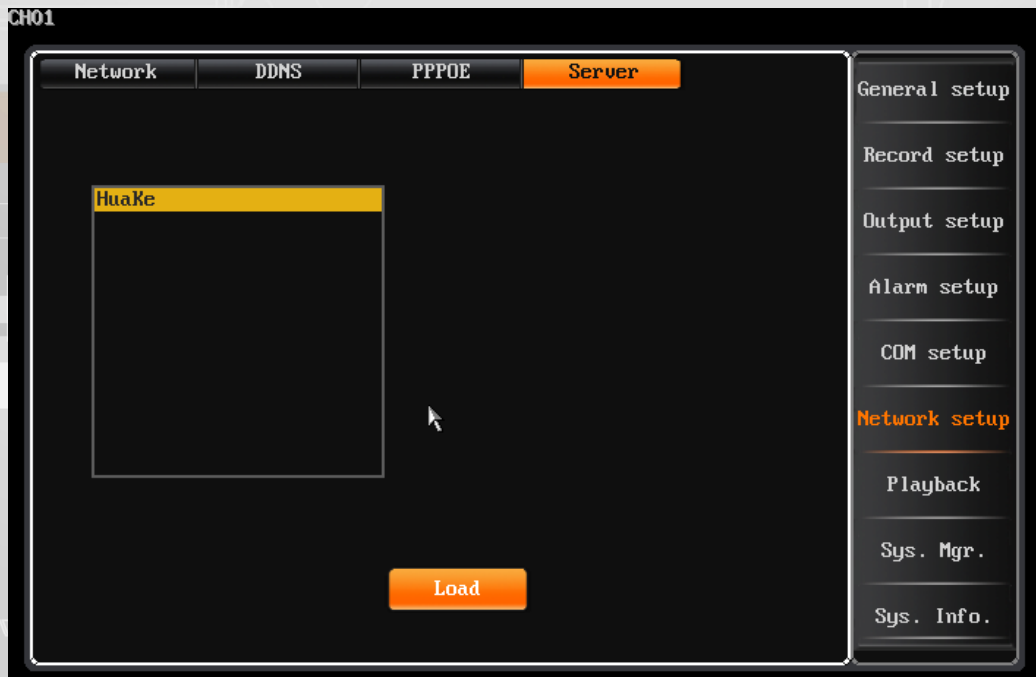 CH01
Network DDNS PPPOE Server
HuaKe
Load
General setup
Record setup
Output setup
Alarm setup
COM setup
Network setup
Playback
Sys. Mgr.
Sys. Info.